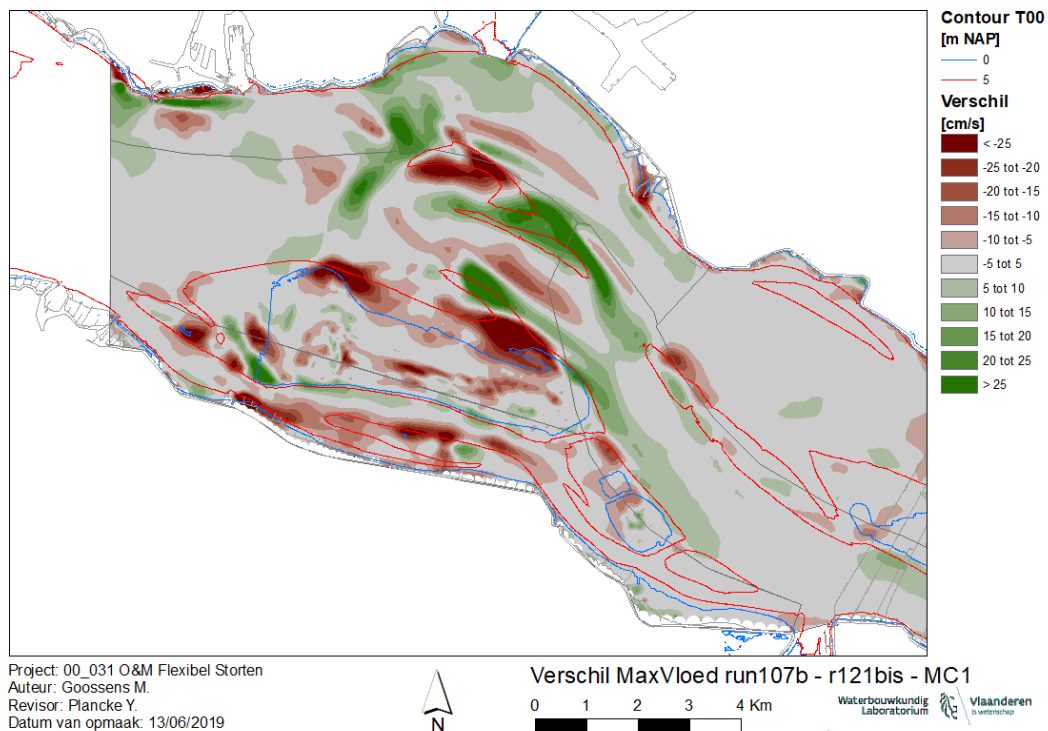 Contour T00
[m NAP]
0
5
Verschil
[cm/s]
< -25
-25 tot -20
-20 tot -15
-15 tot -10
-10 tot -5
-5 tot 5
5 tot 10
10 tot 15
15 tot 20
20 tot 25
> 25
Project: 00_031 O&M Flexibel Storten
Auteur: Goossens M.
Revisor: Plancke Y.
Datum van opmaak: 13/06/2019
N
Verschil MaxVloed run107b - r121bis - MC1
0 1 2 3 4 Km
Waterbouwkundig
Laboratorium
Vlaanderen
is wetenschap